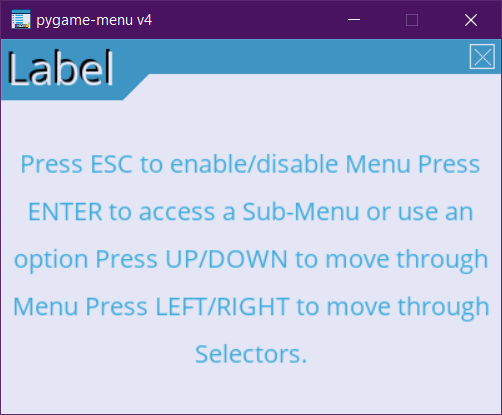 pygame-menu v4
Label
Press ESC to enable/disable Menu Press
ENTER to access a Sub-Menu or use an
option Press UP/DOWN to move through
Menu Press LEFT/RIGHT to move through
Selectors.